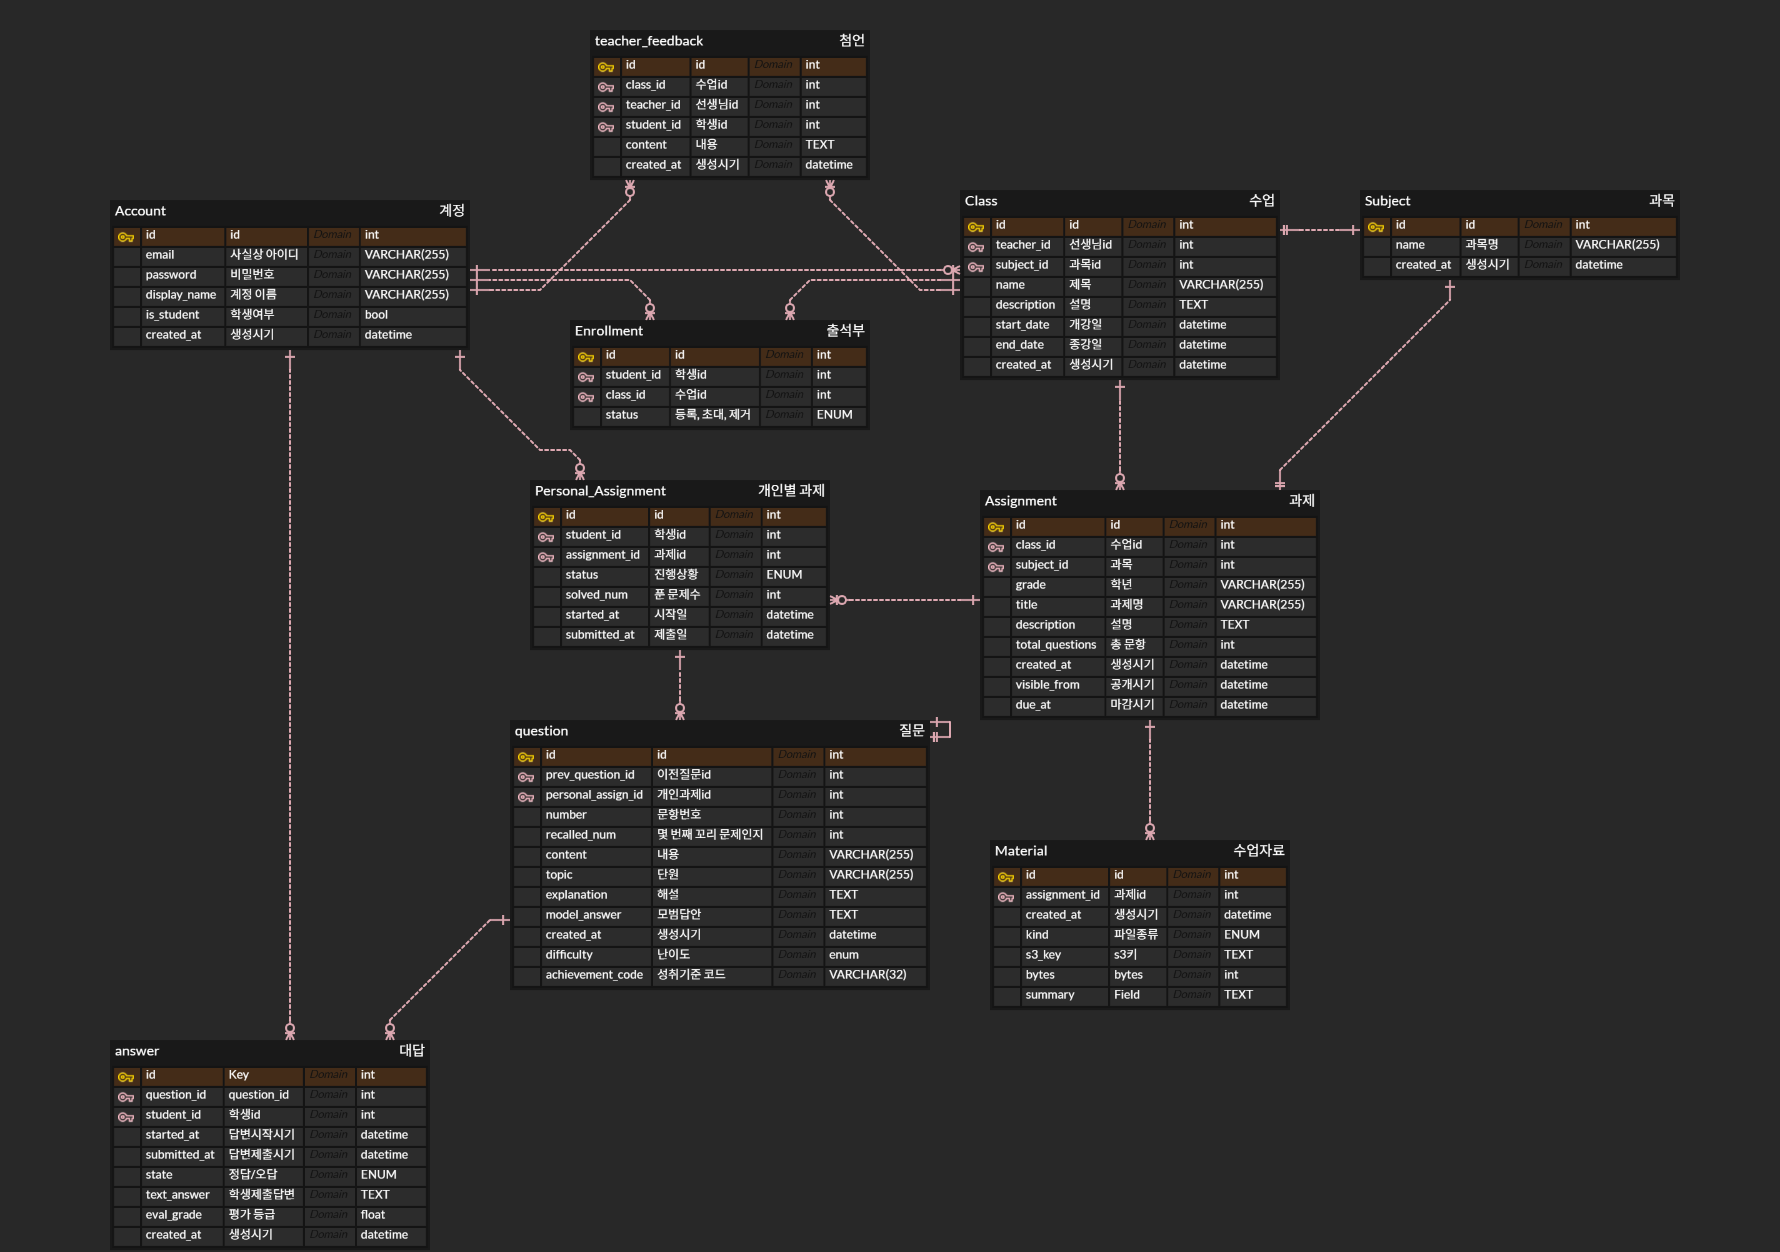 teacher_feedback 첨언
id id Domain int
class_id 수업id Domain int
teacher_id 선생님id Domain int
student_id 학생id Domain int
content 내용 Domain TEXT
created_at 생성시기 Domain datetime
Account 계정
id id Domain int
email 사실상 아이디 Domain VARCHAR(255)
password 비밀번호 Domain VARCHAR(255)
display_name 계정 이름 Domain VARCHAR(255)
is_student 학생여부 Domain bool
created_at 생성시기 Domain datetime
Class 수업
id id Domain int
teacher_id 선생님id Domain int
subject_id 과목id Domain int
name 제목 Domain VARCHAR(255)
description 설명 Domain TEXT
start_date 개강일 Domain datetime
end_date 종강일 Domain datetime
created_at 생성시기 Domain datetime
Subject 과목
id id Domain int
name 과목명 Domain VARCHAR(255)
created_at 생성시기 Domain datetime
Enrollment 출석부
id id Domain int
student_id 학생id Domain int
class_id 수업id Domain int
status 등록, 초대, 제거 Domain ENUM
Personal_Assignment 개인별 과제
id id Domain int
student_id 학생id Domain int
assignment_id 과제id Domain int
status 진행상황 Domain ENUM
solved_num 푼 문제수 Domain int
started_at 시작일 Domain datetime
submitted_at 제출일 Domain datetime
Assignment 과제
id id Domain int
class_id 수업id Domain int
subject_id 과목 Domain int
grade 학년 Domain VARCHAR(255)
title 과제명 Domain VARCHAR(255)
description 설명 Domain TEXT
total_questions 총 문항 Domain int
created_at 생성시기 Domain datetime
visible_from 공개시기 Domain datetime
due_at 마감시기 Domain datetime
question 질문
id id Domain int
prev_question_id 이전질문id Domain int
personal_assign_id 개인과제id Domain int
number 문항번호 Domain int
recalled_num 몇 번째 꼬리 문제인지 Domain int
content 내용 Domain VARCHAR(255)
topic 단원 Domain VARCHAR(255)
explanation 해설 Domain TEXT
model_answer 모범답안 Domain TEXT
created_at 생성시기 Domain datetime
difficulty 난이도 Domain enum
achievement_code 성취기준 코드 Domain VARCHAR(32)
Material 수업자료
id id Domain int
assignment_id 과제id Domain int
created_at 생성시기 Domain datetime
kind 파일종류 Domain ENUM
s3_key s3키 Domain TEXT
bytes bytes Domain int
summary Field Domain TEXT
answer 대답
id Key Domain int
question_id question_id Domain int
student_id 학생id Domain int
started_at 답변시작시기 Domain datetime
submitted_at 답변제출시기 Domain datetime
state 정답/오답 Domain ENUM
text_answer 학생제출답변 Domain TEXT
eval_grade 평가 등급 Domain float
created_at 생성시기 Domain datetime